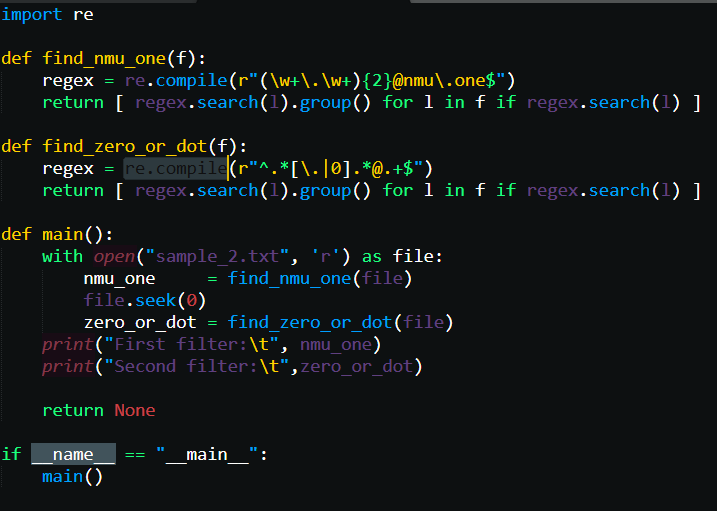 import re

def find_nmu_one(f):
    regex = re.compile(r"(\w+\.\w+){2}@nmu\.one$")
    return [ regex.search(l).group() for l in f if regex.search(l) ]

def find_zero_or_dot(f):
    regex = re.compile(r"^.*[\.|0].*@.+$")
    return [ regex.search(l).group() for l in f if regex.search(l) ]

def main():
    with open("sample_2.txt", 'r') as file:
        nmu_one     = find_nmu_one(file)
        file.seek(0)
        zero_or_dot = find_zero_or_dot(file)
    print("First filter:\t", nmu_one)
    print("Second filter:\t",zero_or_dot)

    return None

if __name__ == "__main__":
    main()